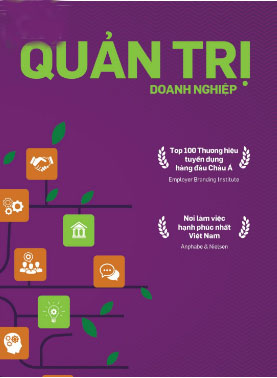 QUẢN TRỊ
DOANH NGHIỆP
Top 100 Thương hiệu
tuyển dụng
hàng đầu Châu Á
Employer Branding Institute
Nơi làm việc
hạnh phúc nhất
Việt Nam
Anphabe & Nielsen